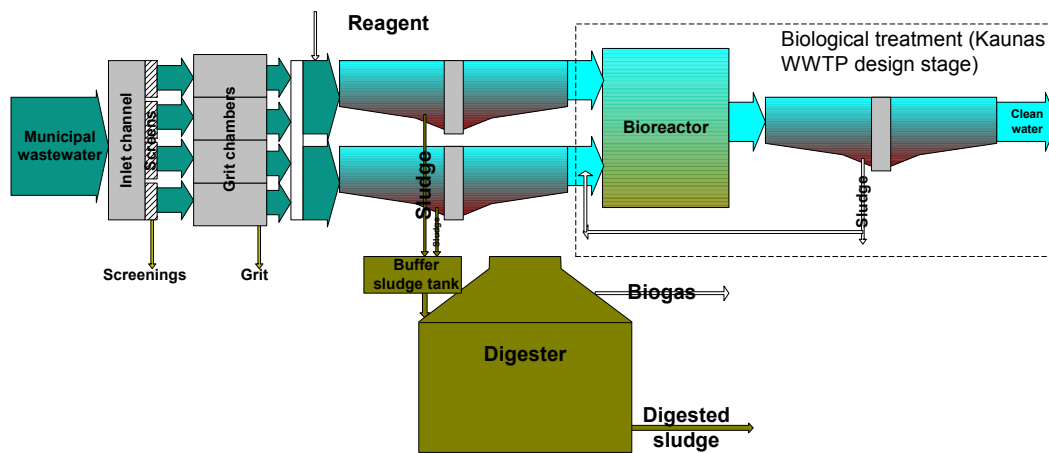 Reagent
Biological treatment (Kaunas
WWTP design stage)
Municipal
wastewater
Inlet channel
Screens
Grit chambers
Bioreactor
Clean
water
Sludge
Sludge
Sludge
Screenings
Grit
Buffer
sludge tank
Biogas
Digester
Digested
sludge